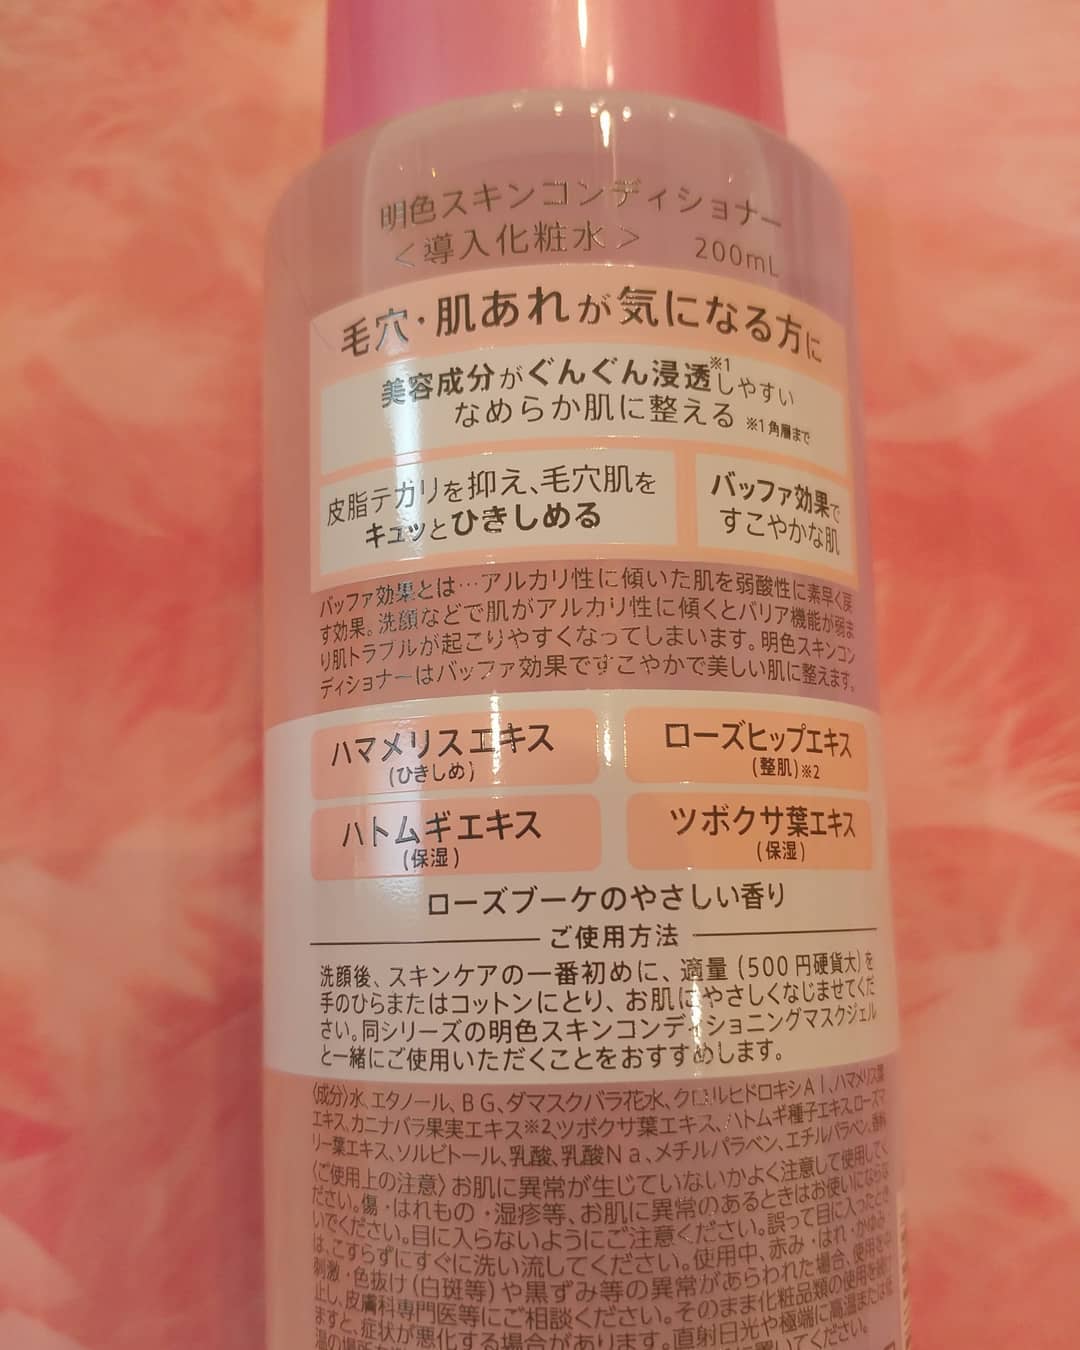 明色スキンコンディショナー
＜導入化粧水＞ 200mL
毛穴・肌あれが気になる方に
美容成分がぐんぐん浸透※1しやすい
なめらか肌に整える ※1 角層まで
皮脂テカリを抑え、毛穴肌を
キュッとひきしめる
バッファ効果で
すこやかな肌
バッファ効果とは…アルカリ性に傾いた肌を弱酸性に素早く戻
す効果。洗顔などで肌がアルカリ性に傾くとバリア機能が弱ま
り肌トラブルが起こりやすくなってしまいます。明色スキンコン
ディショナーはバッファ効果ですこやかで美しい肌に整えます。
ハマメリスエキス
(ひきしめ)
ローズヒップエキス
(整肌)※2
ハトムギエキス
(保湿)
ツボクサ葉エキス
(保湿)
ローズブーケのやさしい香り
ご使用方法
洗顔後、スキンケアの一番初めに、適量(500円硬貨大)を
手のひらまたはコットンにとり、お肌にやさしくなじませてくだ
さい。同シリーズの明色スキンコンディショニングマスクジェル
と一緒にご使用いただくことをおすすめします。
〈成分〉水、エタノール、BG、ダマスクバラ花水、クロルヒドロキシAl、ハマメリス葉
エキス、カニナバラ果実エキス※2、ツボクサ葉エキス、ハトムギ種子エキス、ローズマ
リー葉エキス、ソルビトール、乳酸、乳酸Na、メチルパラベン、エチルパラベン、香料
〈ご使用上の注意〉お肌に異常が生じていないかよく注意して使用してく
ださい。傷・はれもの・湿疹等、お肌に異常のあるときはお使いにならな
いでください。目に入らないようにご注意ください。誤って目に入ったとき
は、こすらずにすぐに洗い流してください。使用中、赤み・はれ・かゆみ・
刺激・色抜け(白斑等)や黒ずみ等の異常があらわれた場合、使用を中
止し、皮膚科専門医等にご相談ください。そのまま化粧品類の使用を続け
ますと、症状が悪化する場合があります。直射日光や極端に高温または低
温の場所 置いてください。